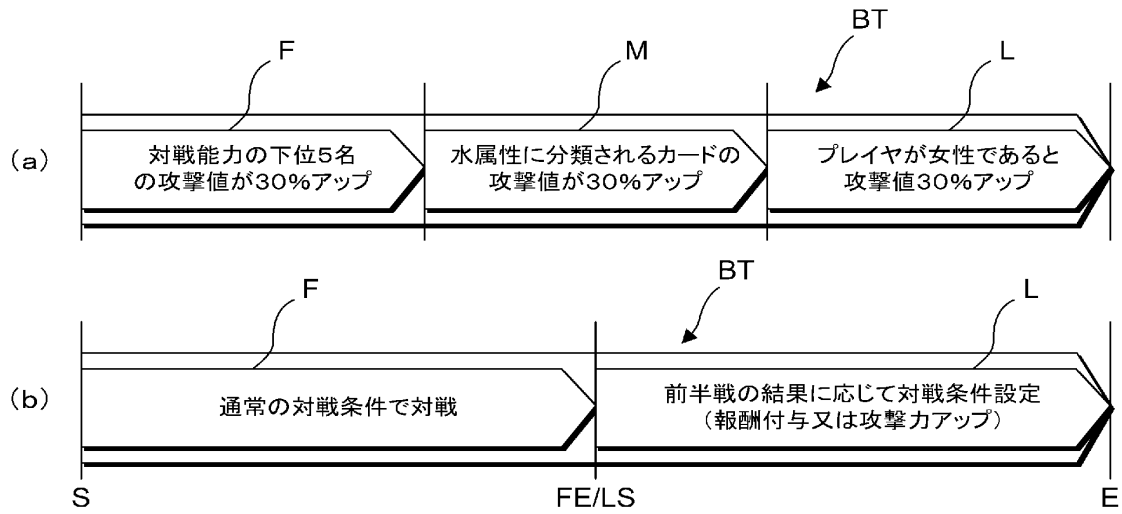 BT
F
M
L
(a)
対戦能力の下位5名
の攻撃値が30%アップ
水属性に分類されるカードの
攻撃値が30%アップ
プレイヤが女性であると
攻撃値30%アップ
BT
F
L
(b)
通常の対戦条件で対戦
前半戦の結果に応じて対戦条件設定
(報酬付与又は攻撃力アップ)
S
FE/LS
E